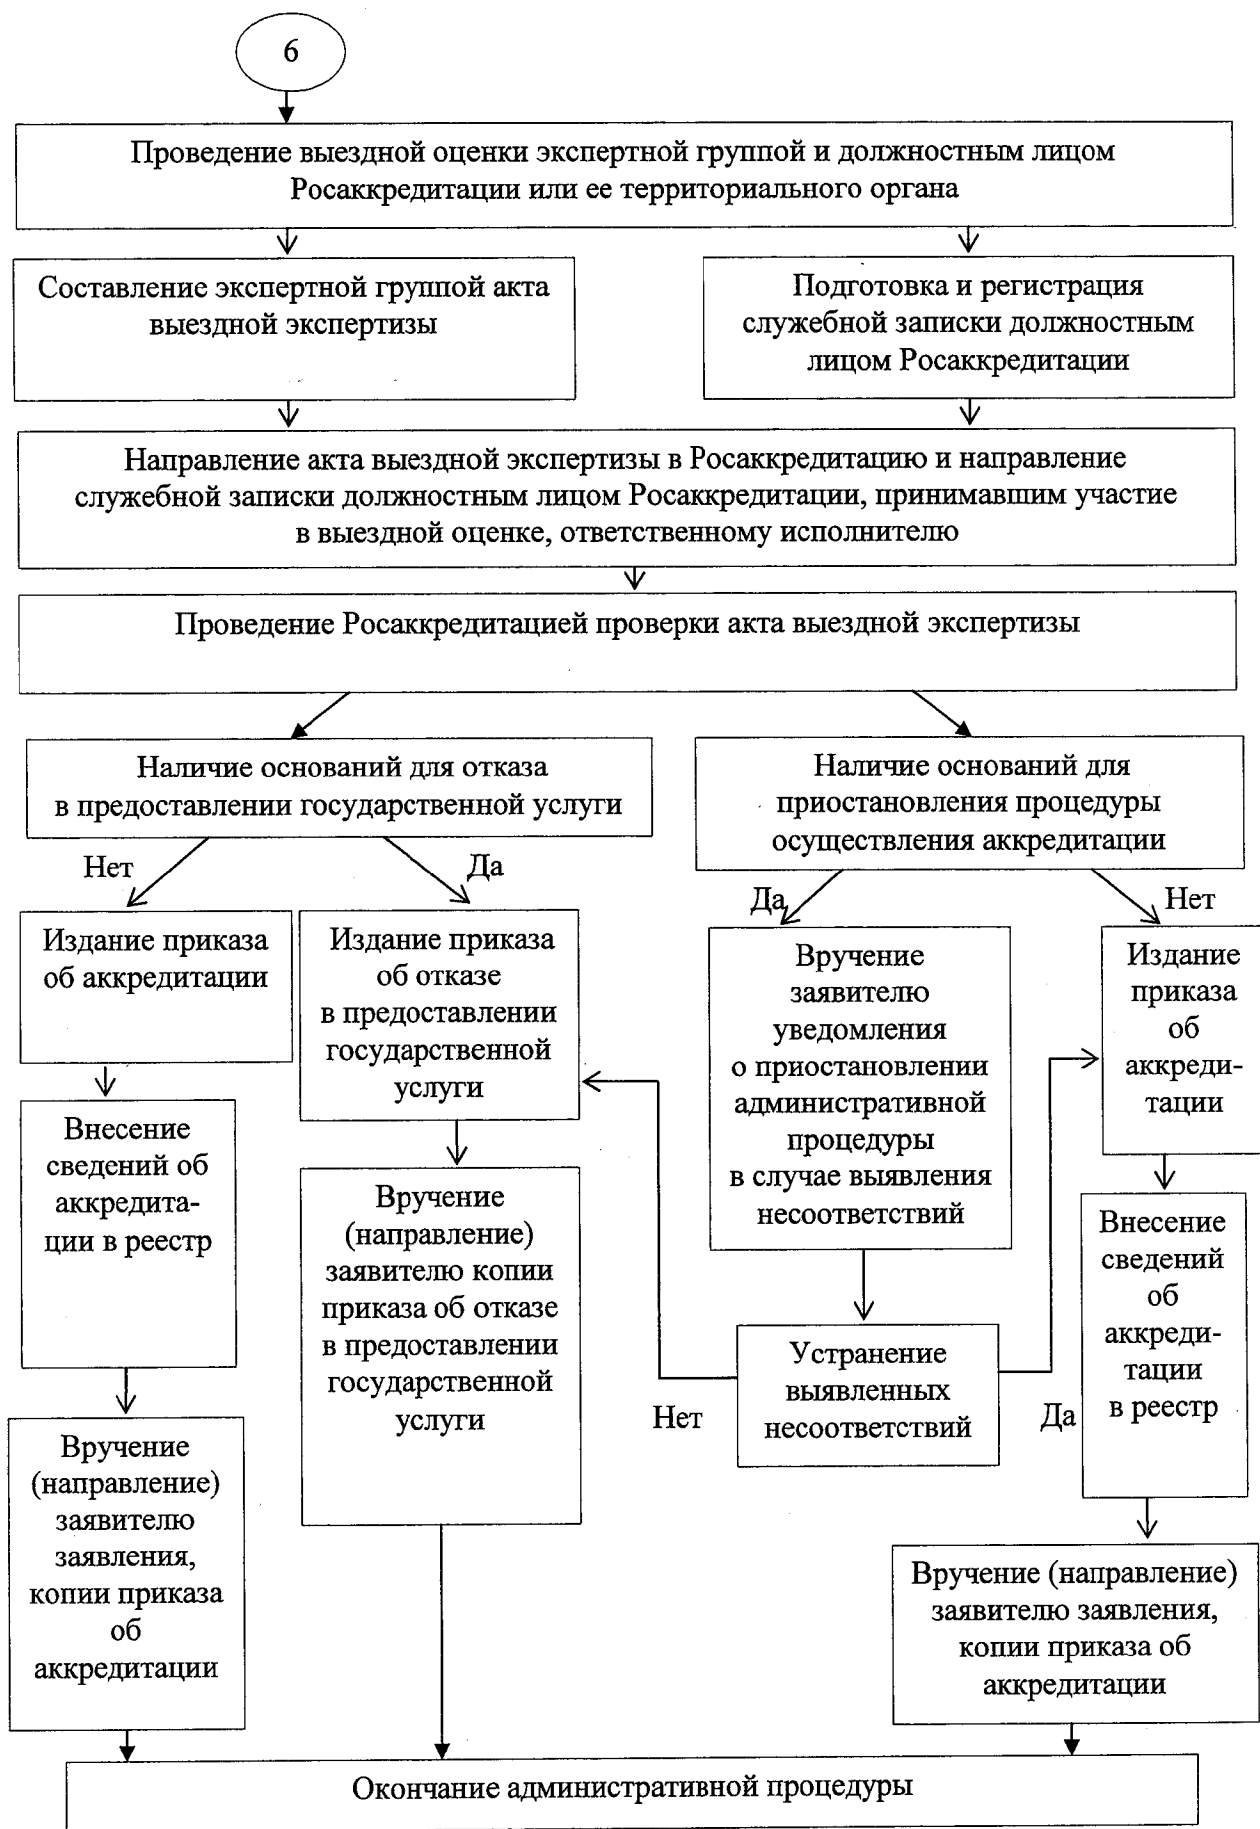 6
Проведение выездной оценки экспертной группой и должностным лицом
Росаккредитации или ее территориального органа
Составление экспертной группой акта
выездной экспертизы
Подготовка и регистрация
служебной записки должностным
лицом Росаккредитации
Направление акта выездной экспертизы в Росаккредитацию и направление
служебной записки должностным лицом Росаккредитации, принимавшим участие
в выездной оценке, ответственному исполнителю
Проведение Росаккредитацией проверки акта выездной экспертизы
Наличие оснований для отказа
в предоставлении государственной услуги
Наличие оснований для
приостановления процедуры
осуществления аккредитации
Нет
Да
Да
Нет
Издание приказа
об аккредитации
Издание приказа
об отказе
в предоставлении
государственной
услуги
Вручение
заявителю
уведомления
о приостановлении
административной
процедуры
в случае выявления
несоответствий
Издание
приказа
об
аккреди-
тации
Внесение
сведений об
аккредита-
ции в реестр
Вручение
(направление)
заявителю копии
приказа об отказе
в предоставлении
государственной
услуги
Устранение
выявленных
несоответствий
Нет
Да
Внесение
сведений
об
аккреди-
тации
в реестр
Вручение
(направление)
заявителю
заявления,
копии приказа
об
аккредитации
Вручение (направление)
заявителю заявления,
копии приказа об
аккредитации
Окончание административной процедуры